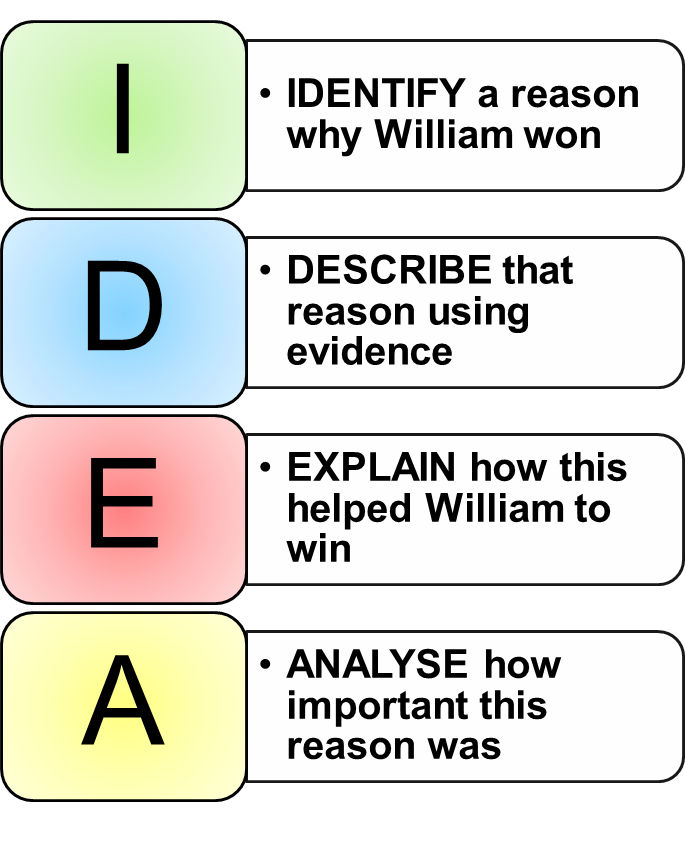 I
• IDENTIFY a reason
why William won
D
• DESCRIBE that
reason using
evidence
E
• EXPLAIN how this
helped William to
win
A
• ANALYSE how
important this
reason was